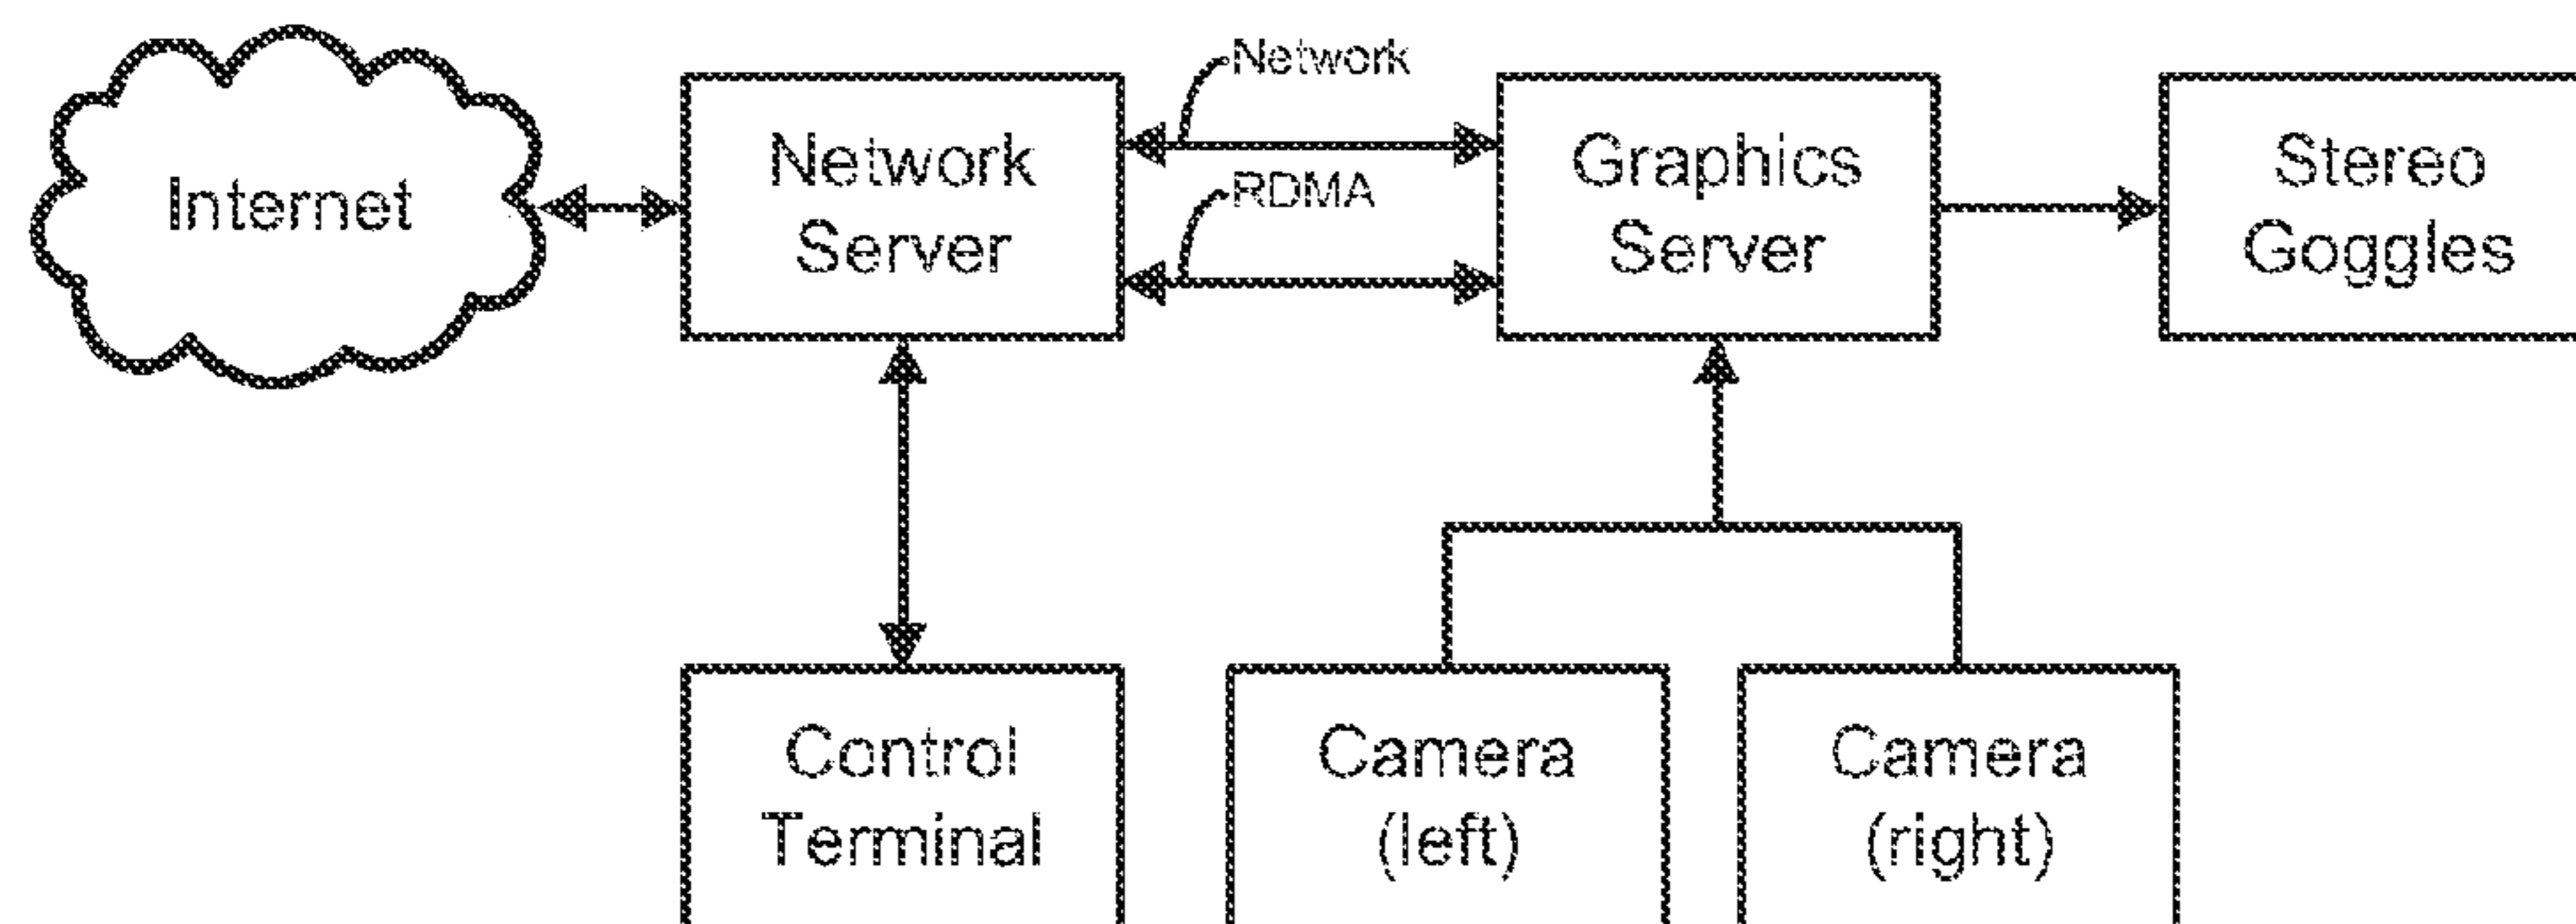 Internet
Network
Server
Network
RDMA
Graphics
Server
Stereo
Goggles
Control
Terminal
Camera
(left)
Camera
(right)